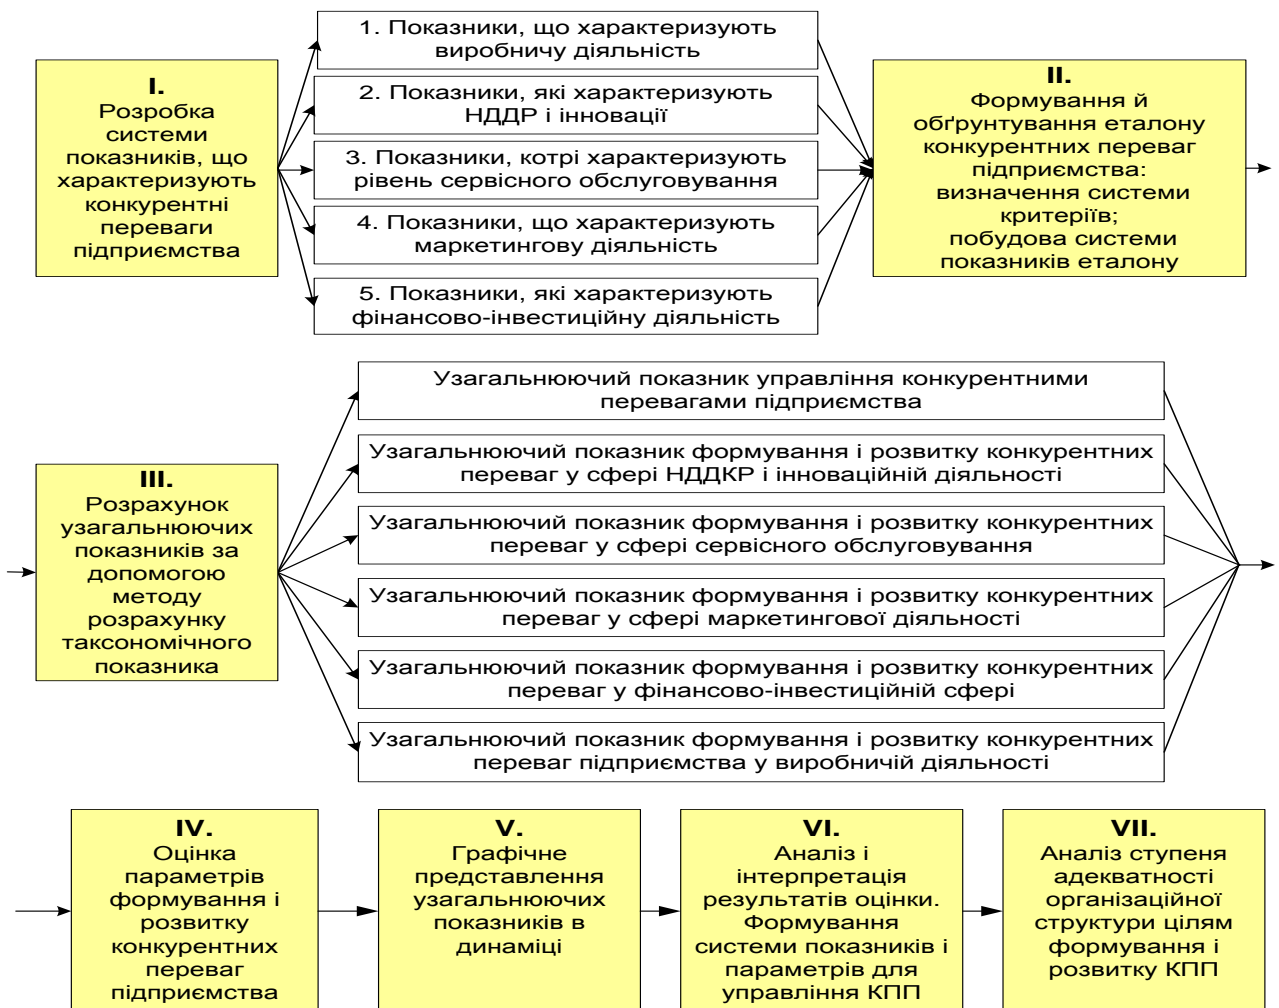 I.
Розробка
системи
показників, що
характеризують
конкурентні
переваги
підприємства
1. Показники, що характеризують
виробничу діяльність
2. Показники, які характеризують
НДДР і інновації
3. Показники, котрі характеризують
рівень сервісного обслуговування
4. Показники, що характеризують
маркетингову діяльність
5. Показники, які характеризують
фінансово-інвестиційну діяльність
II.
Формування й
обґрунтування еталону
конкурентних переваг
підприємства:
визначення системи
критеріїв;
побудова системи
показників еталону
III.
Розрахунок
узагальнюючих
показників за
допомогою
методу
розрахунку
таксономічного
показника
Узагальнюючий показник управління конкурентними
перевагами підприємства
Узагальнюючий показник формування і розвитку конкурентних
переваг у сфері НДДКР і інноваційній діяльності
Узагальнюючий показник формування і розвитку конкурентних
переваг у сфері сервісного обслуговування
Узагальнюючий показник формування і розвитку конкурентних
переваг у сфері маркетингової діяльності
Узагальнюючий показник формування і розвитку конкурентних
переваг у фінансово-інвестиційній сфері
Узагальнюючий показник формування і розвитку конкурентних
переваг підприємства у виробничій діяльності
IV.
Оцінка
параметрів
формування і
розвитку
конкурентних
переваг
підприємства
V.
Графічне
представлення
узагальнюючих
показників в
динаміці
VI.
Аналіз і
інтерпретація
результатів оцінки.
Формування
системи показників і
параметрів для
управління КПП
VII.
Аналіз ступеня
адекватності
організаційної
структури цілям
формування і
розвитку КПП